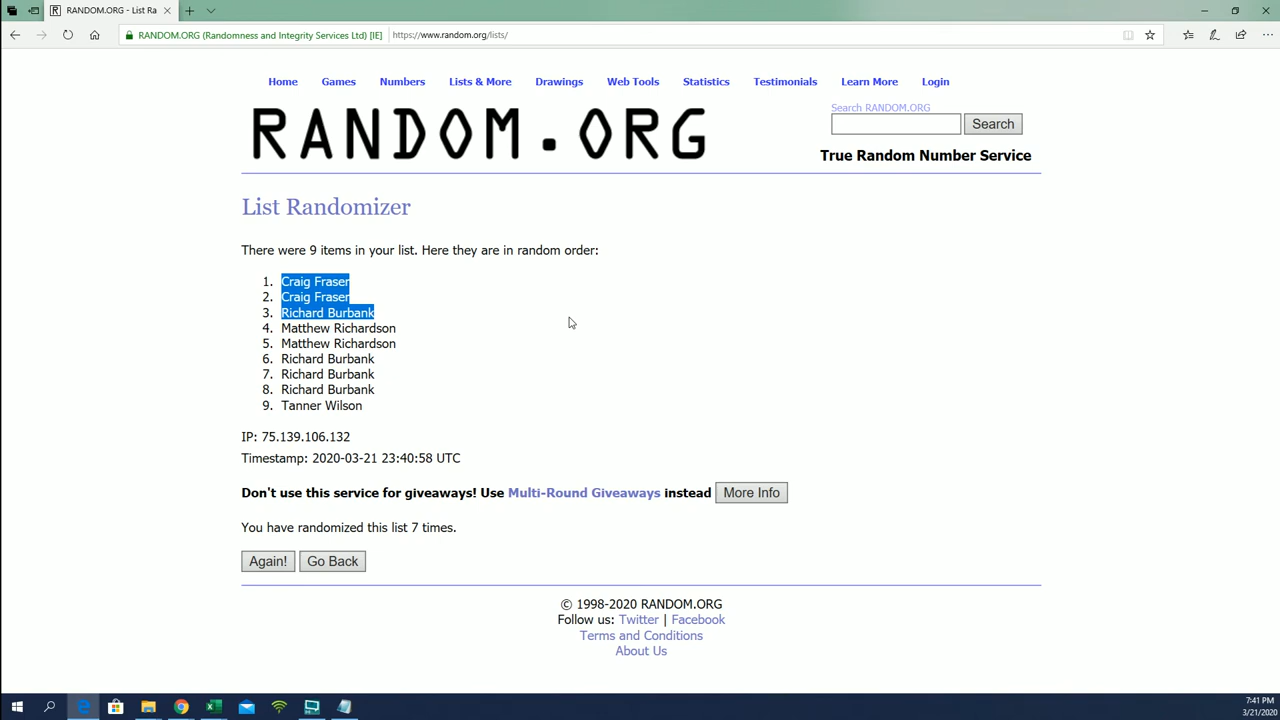 RANDOM.ORG - List Ra
RANDOM.ORG (Randomness and Integrity Services Ltd) [IE] https://www.random.org/lists/
Home Games Numbers Lists & More Drawings Web Tools Statistics Testimonials Learn More Login
RANDOM.ORG
Search RANDOM.ORG
Search
True Random Number Service
List Randomizer
There were 9 items in your list. Here they are in random order:
1. Craig Fraser
2. Craig Fraser
3. Richard Burbank
4. Matthew Richardson
5. Matthew Richardson
6. Richard Burbank
7. Richard Burbank
8. Richard Burbank
9. Tanner Wilson
IP: 75.139.106.132
Timestamp: 2020-03-21 23:40:58 UTC
Don't use this service for giveaways! Use Multi-Round Giveaways instead More Info
You have randomized this list 7 times.
Again! Go Back
© 1998-2020 RANDOM.ORG
Follow us: Twitter | Facebook
Terms and Conditions
About Us
7:41 PM
3/21/2020